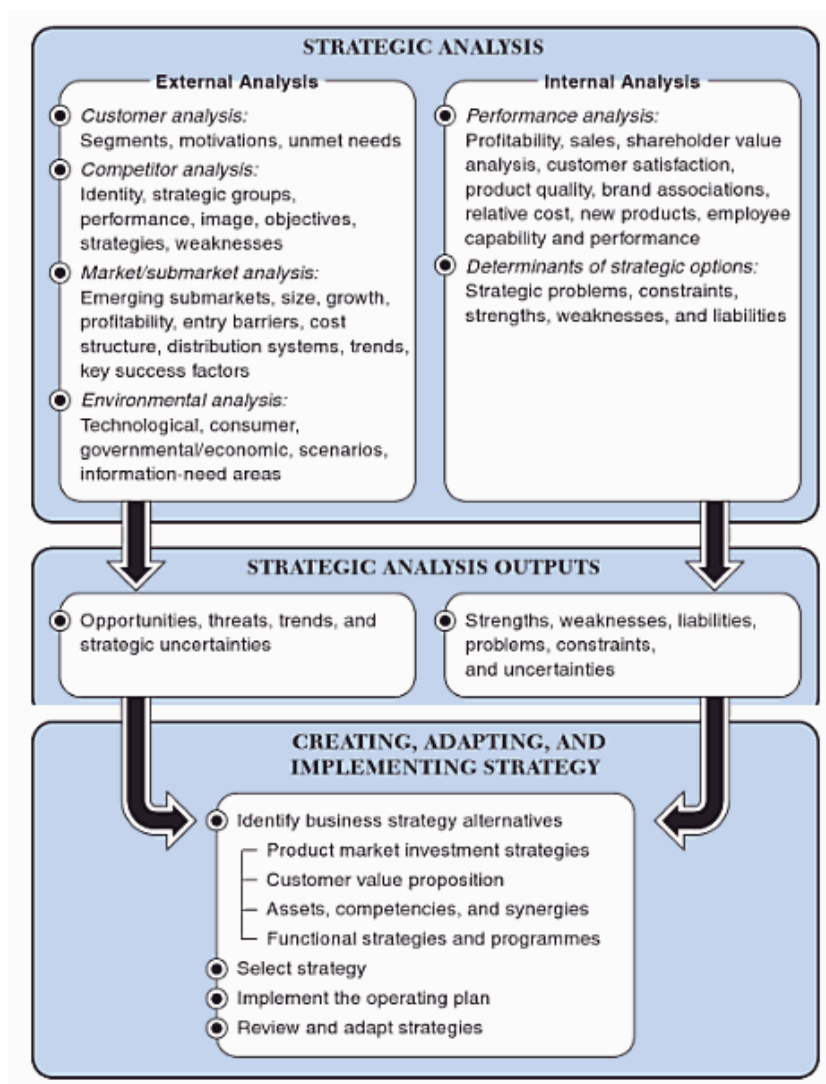 STRATEGIC ANALYSIS
External Analysis
Customer analysis:
Segments, motivations, unmet needs
Competitor analysis:
Identity, strategic groups,
performance, image, objectives,
strategies, weaknesses
Market/submarket analysis:
Emerging submarkets, size, growth,
profitability, entry barriers, cost
structure, distribution systems, trends,
key success factors
Environmental analysis:
Technological, consumer,
governmental/economic, scenarios,
information-need areas
Internal Analysis
Performance analysis:
Profitability, sales, shareholder value
analysis, customer satisfaction,
product quality, brand associations,
relative cost, new products, employee
capability and performance
Determinants of strategic options:
Strategic problems, constraints,
strengths, weaknesses, and liabilities
STRATEGIC ANALYSIS OUTPUTS
Opportunities, threats, trends, and
strategic uncertainties
Strengths, weaknesses, liabilities,
problems, constraints,
and uncertainties
CREATING, ADAPTING, AND
IMPLEMENTING STRATEGY
Identify business strategy alternatives
Product market investment strategies
Customer value proposition
Assets, competencies, and synergies
Functional strategies and programmes
Select strategy
Implement the operating plan
Review and adapt strategies